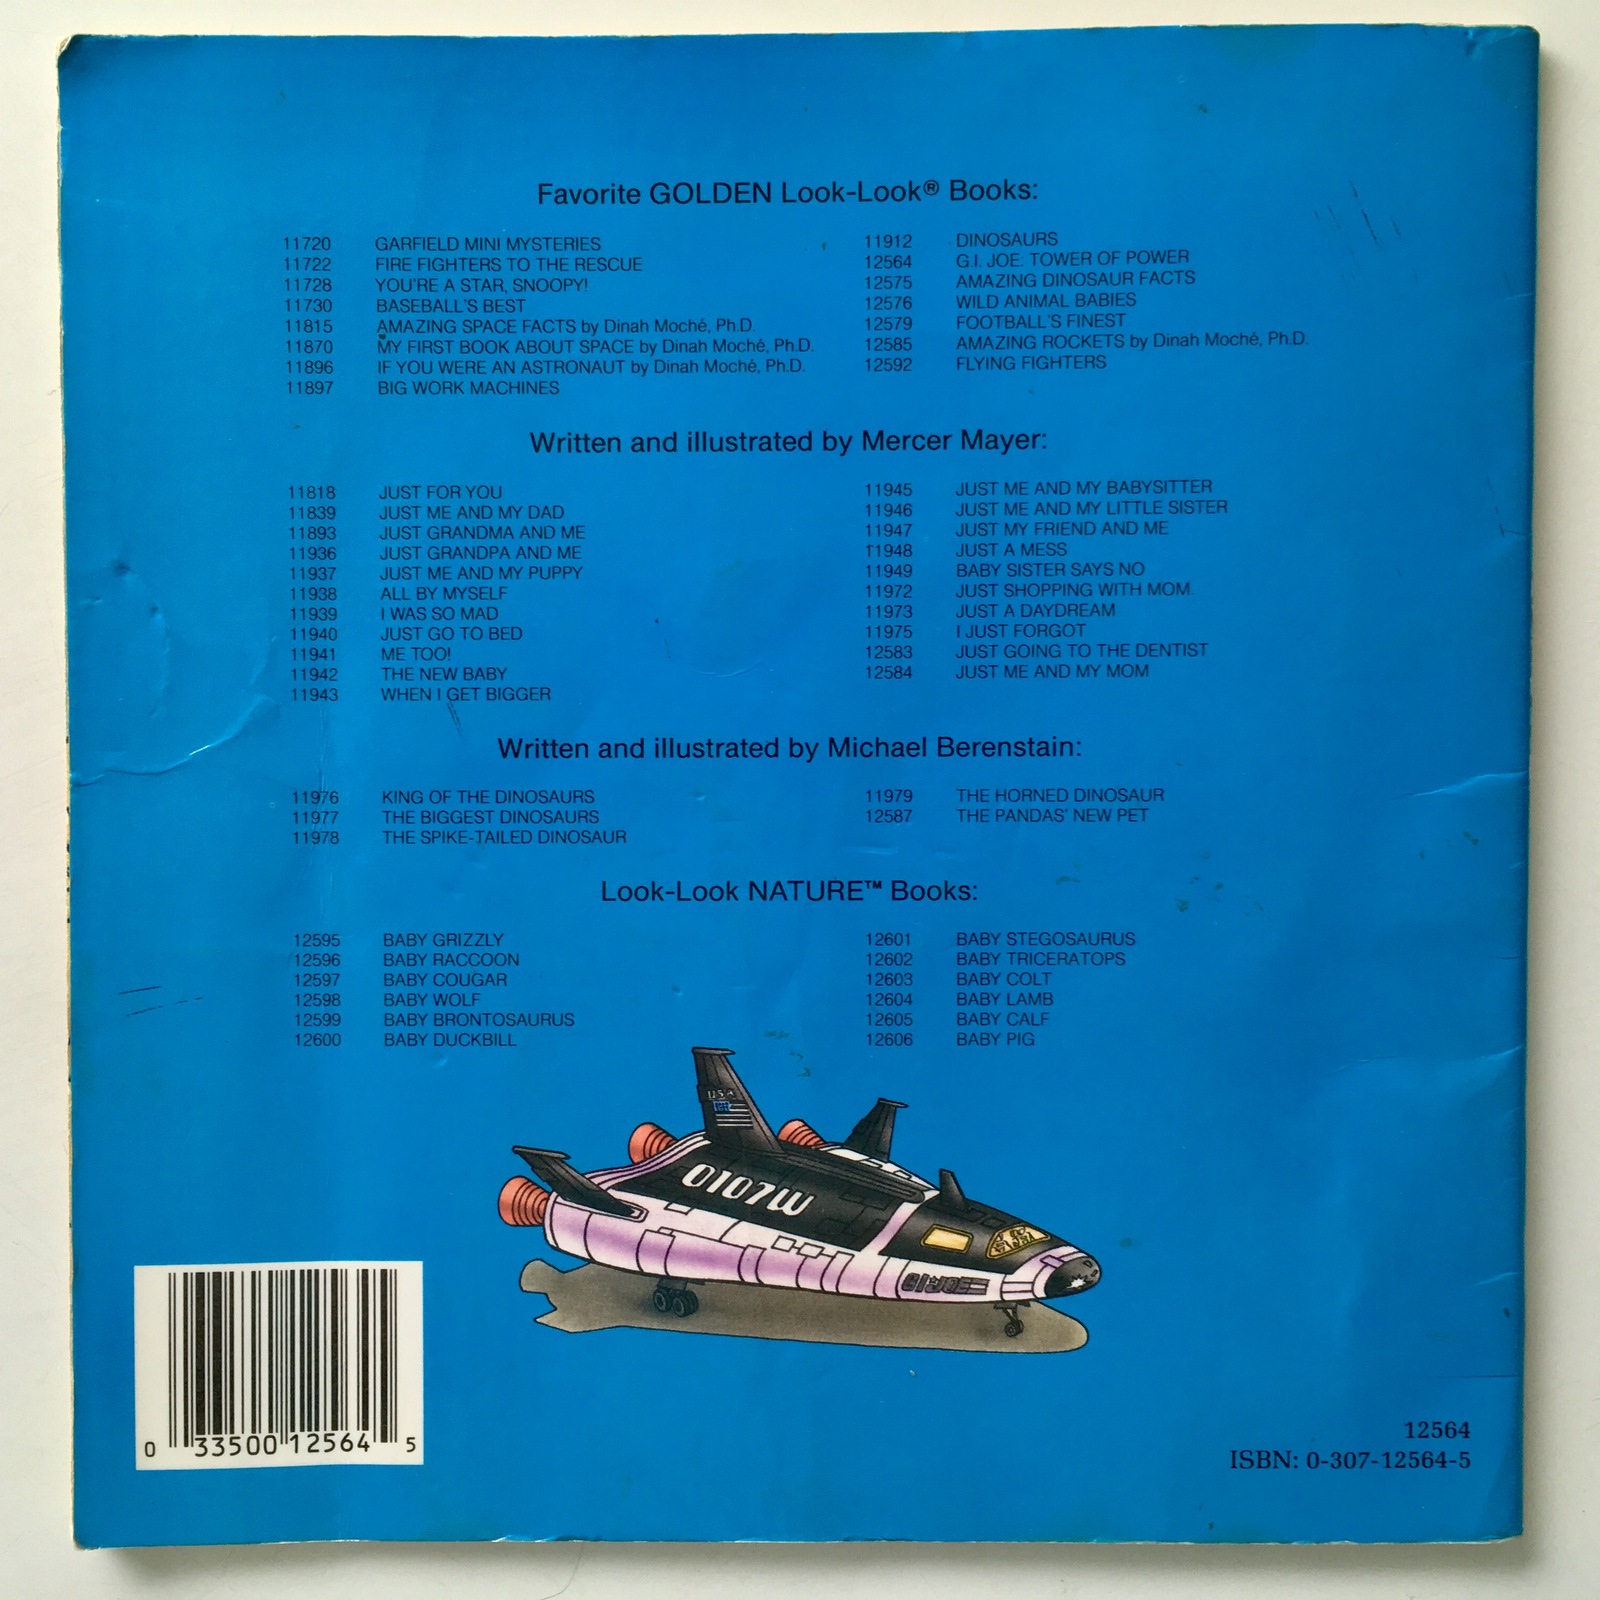 Favorite GOLDEN Look-Look® Books:
11720 GARFIELD MINI MYSTERIES
11722 FIRE FIGHTERS TO THE RESCUE
11728 YOU'RE A STAR, SNOOPY!
11730 BASEBALL'S BEST
11815 AMAZING SPACE FACTS by Dinah Moché, Ph.D.
11870 MY FIRST BOOK ABOUT SPACE by Dinah Moché, Ph.D.
11896 IF YOU WERE AN ASTRONAUT by Dinah Moché, Ph.D.
11897 BIG WORK MACHINES
11912 DINOSAURS
12564 G.I. JOE: TOWER OF POWER
12575 AMAZING DINOSAUR FACTS
12576 WILD ANIMAL BABIES
12579 FOOTBALL'S FINEST
12585 AMAZING ROCKETS by Dinah Moché, Ph.D.
12592 FLYING FIGHTERS
Written and illustrated by Mercer Mayer:
11818 JUST FOR YOU
11839 JUST ME AND MY DAD
11893 JUST GRANDMA AND ME
11936 JUST GRANDPA AND ME
11937 JUST ME AND MY PUPPY
11938 ALL BY MYSELF
11939 I WAS SO MAD
11940 JUST GO TO BED
11941 ME TOO!
11942 THE NEW BABY
11943 WHEN I GET BIGGER
11945 JUST ME AND MY BABYSITTER
11946 JUST ME AND MY LITTLE SISTER
11947 JUST MY FRIEND AND ME
11948 JUST A MESS
11949 BABY SISTER SAYS NO
11972 JUST SHOPPING WITH MOM
11973 JUST A DAYDREAM
11975 I JUST FORGOT
12583 JUST GOING TO THE DENTIST
12584 JUST ME AND MY MOM
Written and illustrated by Michael Berenstain:
11976 KING OF THE DINOSAURS
11977 THE BIGGEST DINOSAURS
11978 THE SPIKE-TAILED DINOSAUR
11979 THE HORNED DINOSAUR
12587 THE PANDAS' NEW PET
Look-Look NATURE™ Books:
12595 BABY GRIZZLY
12596 BABY RACCOON
12597 BABY COUGAR
12598 BABY WOLF
12599 BABY BRONTOSAURUS
12600 BABY DUCKBILL
12601 BABY STEGOSAURUS
12602 BABY TRICERATOPS
12603 BABY COLT
12604 BABY LAMB
12605 BABY CALF
12606 BABY PIG
USA
0107W
GI JOE
0 33500 12564 5
12564
ISBN: 0-307-12564-5